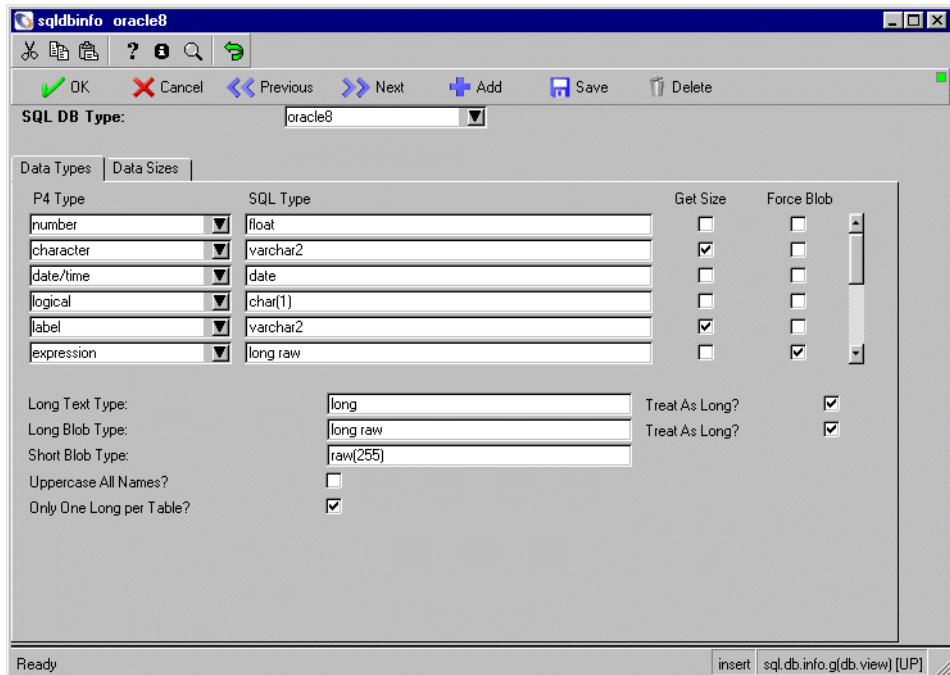 sqldbinfo oracle8
OK Cancel Previous Next Add Save Delete
SQL DB Type: oracle8
Data Types Data Sizes
P4 Type SQL Type Get Size Force Blob
number float
character varchar2
date/time date
logical char(1)
label varchar2
expression long raw
Long Text Type: long Treat As Long?
Long Blob Type: long raw Treat As Long?
Short Blob Type: raw(255)
Uppercase All Names?
Only One Long per Table?
Ready insert sql.db.info.g(db.view) [UP]